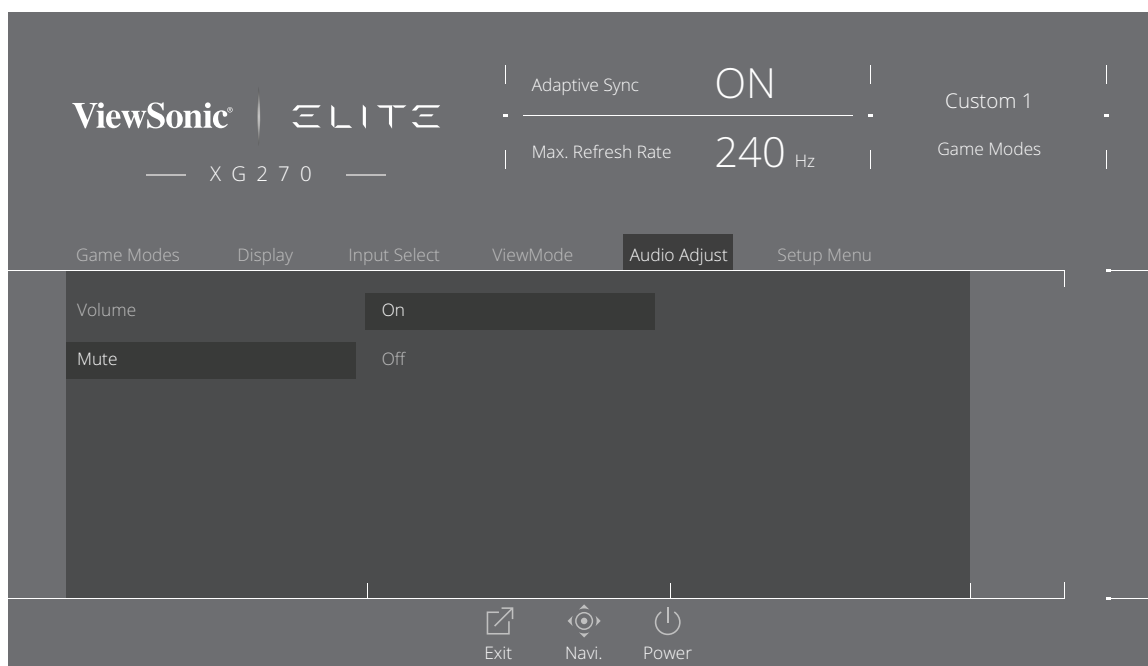 ViewSonic® ELITE
XG270
Adaptive Sync ON
Max. Refresh Rate 240 Hz
Custom 1
Game Modes
Game Modes Display Input Select ViewMode Audio Adjust Setup Menu
Volume On
Mute Off
Exit Navi. Power